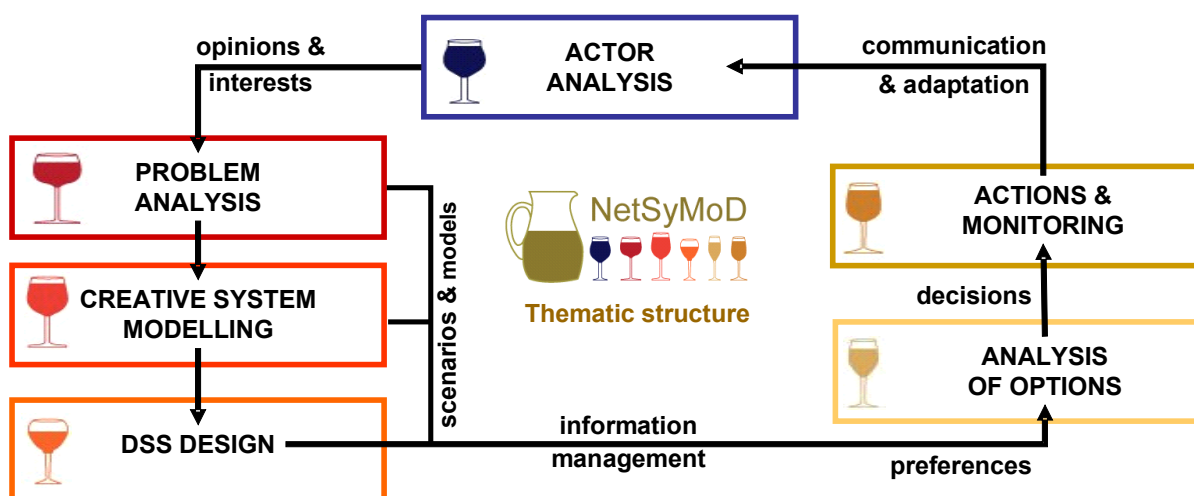 opinions &
interests
ACTOR
ANALYSIS
communication
& adaptation
PROBLEM
ANALYSIS
CREATIVE SYSTEM
MODELLING
DSS DESIGN
scenarios & models
NetSyMoD
Thematic structure
ACTIONS &
MONITORING
decisions
ANALYSIS
OF OPTIONS
information
management
preferences